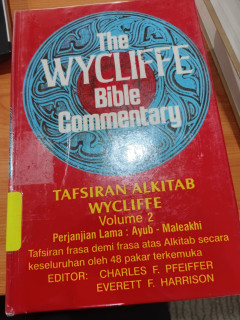 The
WYCLIFFE
Bible
Commentary
TAFSIRAN ALKITAB
WYCLIFFE
Volume 2
Perjanjian Lama : Ayub - Maleakhi
Tafsiran frasa demi frasa atas Alkitab secara
keseluruhan oleh 48 pakar terkemuka
EDITOR: CHARLES F. PFEIFFER
EVERETT F. HARRISON